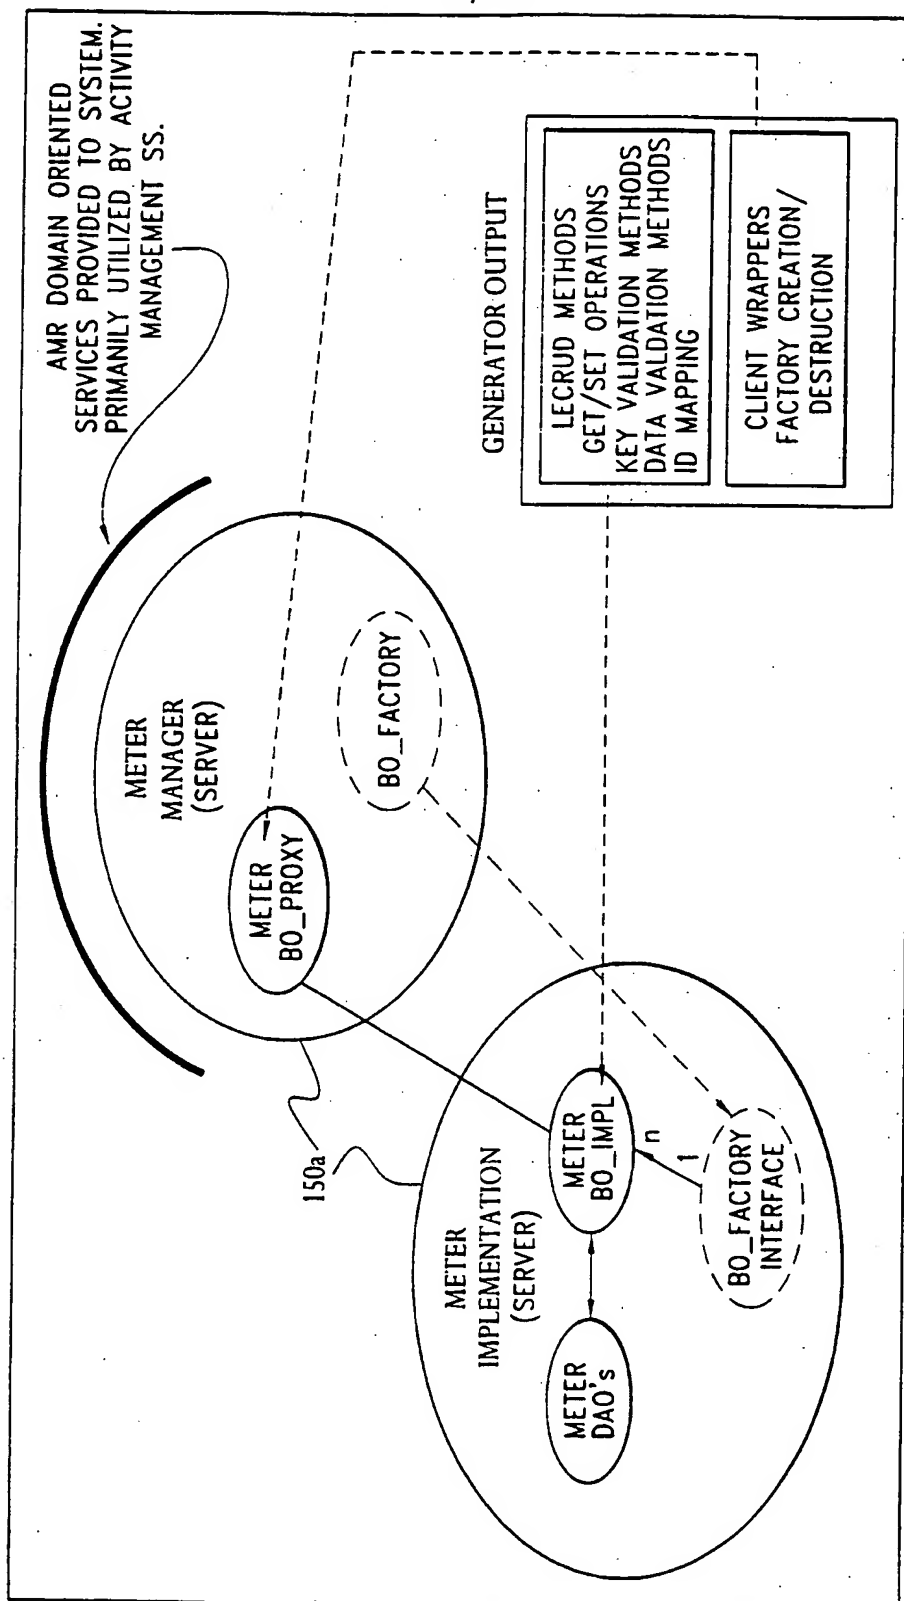 AMR DOMAIN ORIENTED
SERVICES PROVIDED TO SYSTEM.
PRIMANILY UTILIZED BY ACTIVITY
MANAGEMENT SS.
METER
MANAGER
(SERVER)
METER
BO_PROXY
BO_FACTORY
150a
METER
IMPLEMENTATION
(SERVER)
METER
DAO's
METER
BO_IMPL
n
1
BO_FACTORY
INTERFACE
GENERATOR OUTPUT
LECRUD METHODS
GET/SET OPERATIONS
KEY VALIDATION METHODS
DATA VALDATION METHODS
ID MAPPING
CLIENT WRAPPERS
FACTORY CREATION/
DESTRUCTION